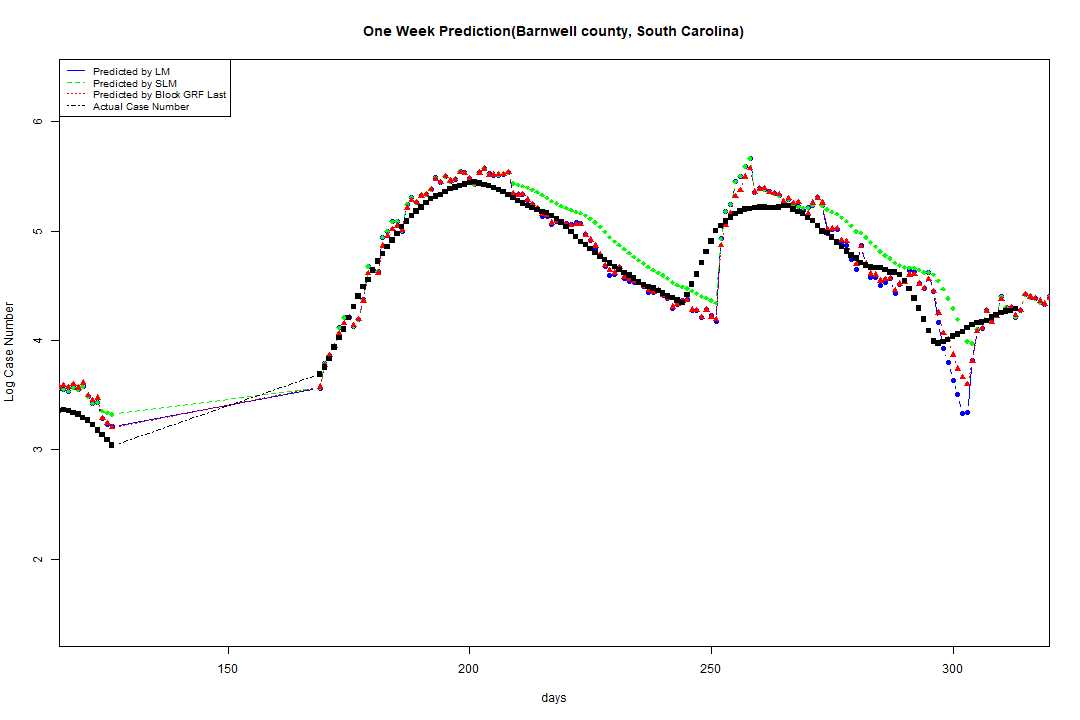 One Week Prediction(Barnwell county, South Carolina)
Predicted by LM
Predicted by SLM
Predicted by Block GRF Last
Actual Case Number
6
5
4
3
2
Log Case Number
150 200 250 300
days